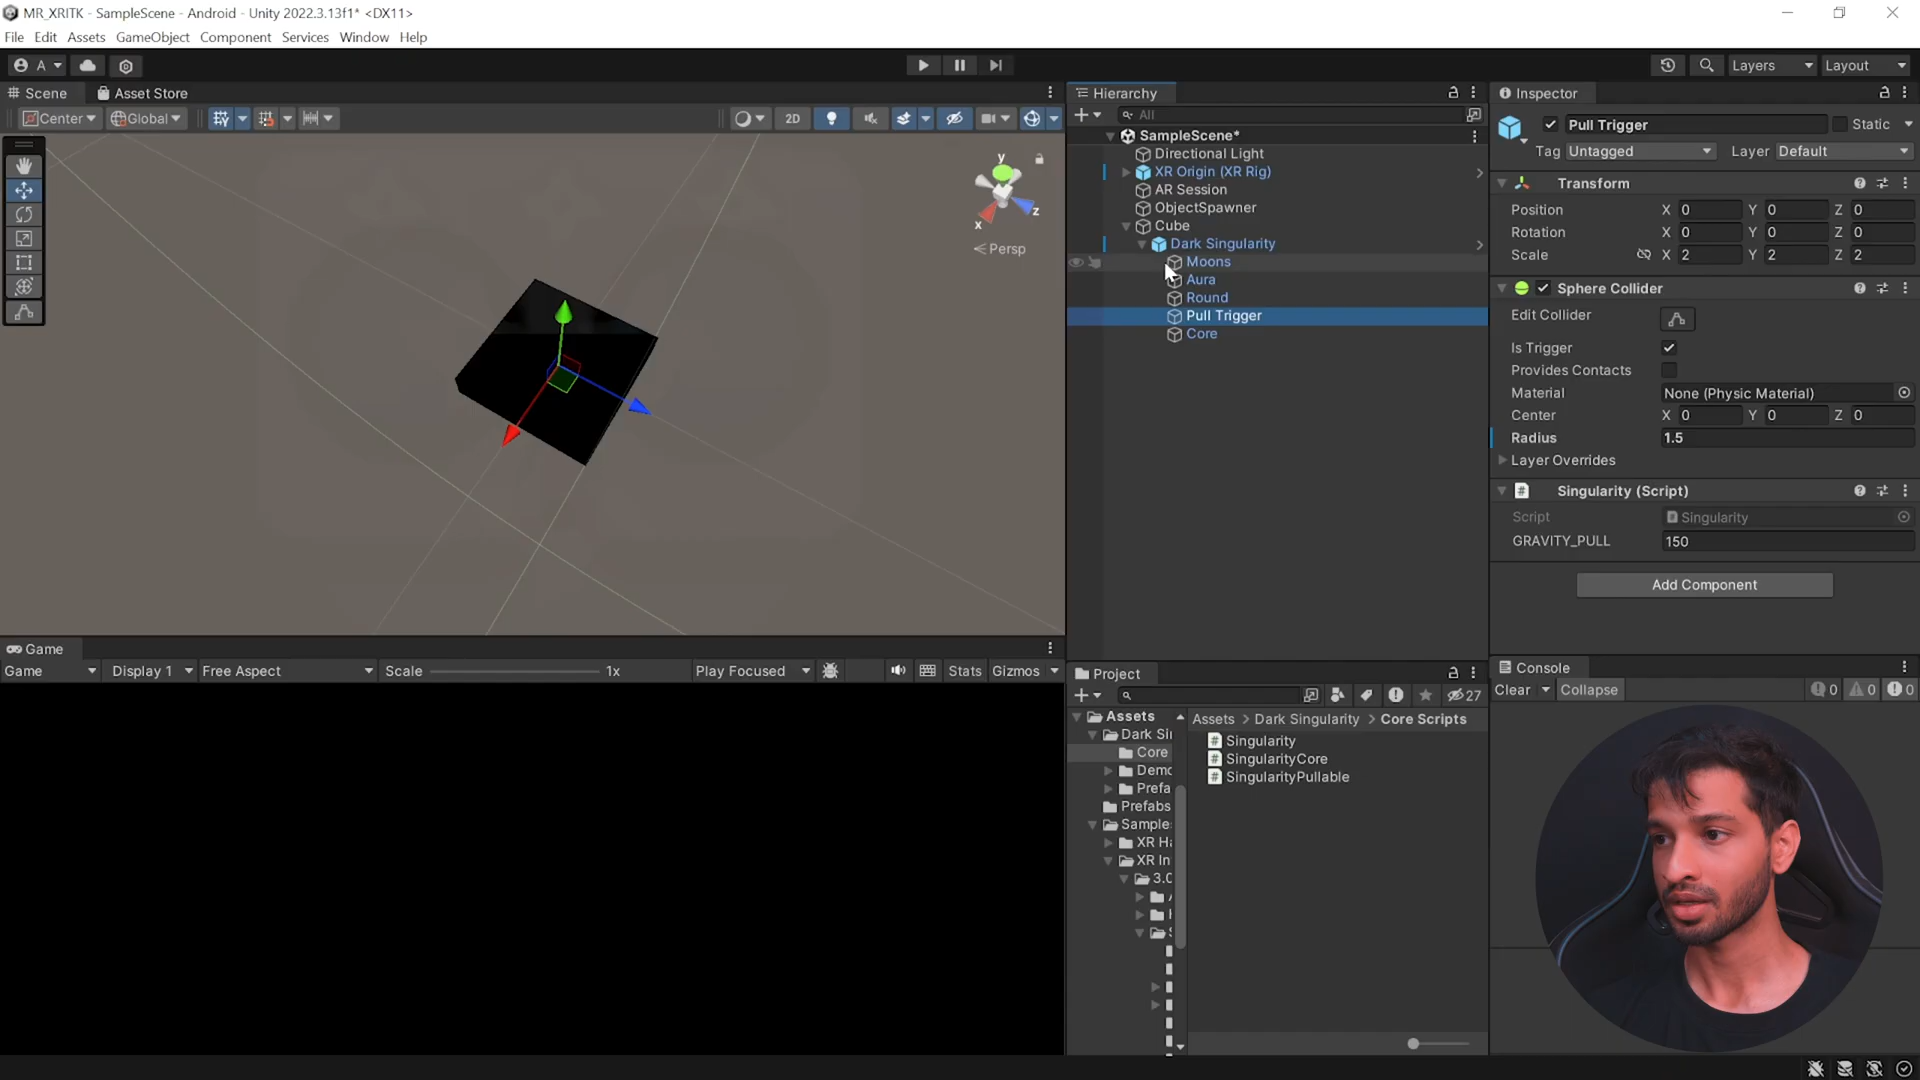 MR_XRITK - SampleScene - Android - Unity 2022.3.13f1* <DX11>
File Edit Assets GameObject Component Services Window Help
A
Layers Layout
Scene Asset Store
Center Global 2D
y
x
z
Persp
Hierarchy
All
SampleScene*
Directional Light
XR Origin (XR Rig)
AR Session
ObjectSpawner
Cube
Dark Singularity
Moons
Aura
Round
Pull Trigger
Core
Inspector
Pull Trigger Static
Tag Untagged Layer Default
Transform
Position X 0 Y 0 Z 0
Rotation X 0 Y 0 Z 0
Scale X 2 Y 2 Z 2
Sphere Collider
Edit Collider
Is Trigger
Provides Contacts
Material None (Physic Material)
Center X 0 Y 0 Z 0
Radius 1.5
Layer Overrides
# Singularity (Script)
Script Singularity
GRAVITY_PULL 150
Add Component
Game
Game Display 1 Free Aspect Scale 1x Play Focused Stats Gizmos
Project
27
Assets
Dark Si
Core
Demo
Prefa
Prefabs
Sample
XR Ha
XR In
3.0
Assets > Dark Singularity > Core Scripts
# Singularity
# SingularityCore
# SingularityPullable
Console
Clear Collapse 0 0 0